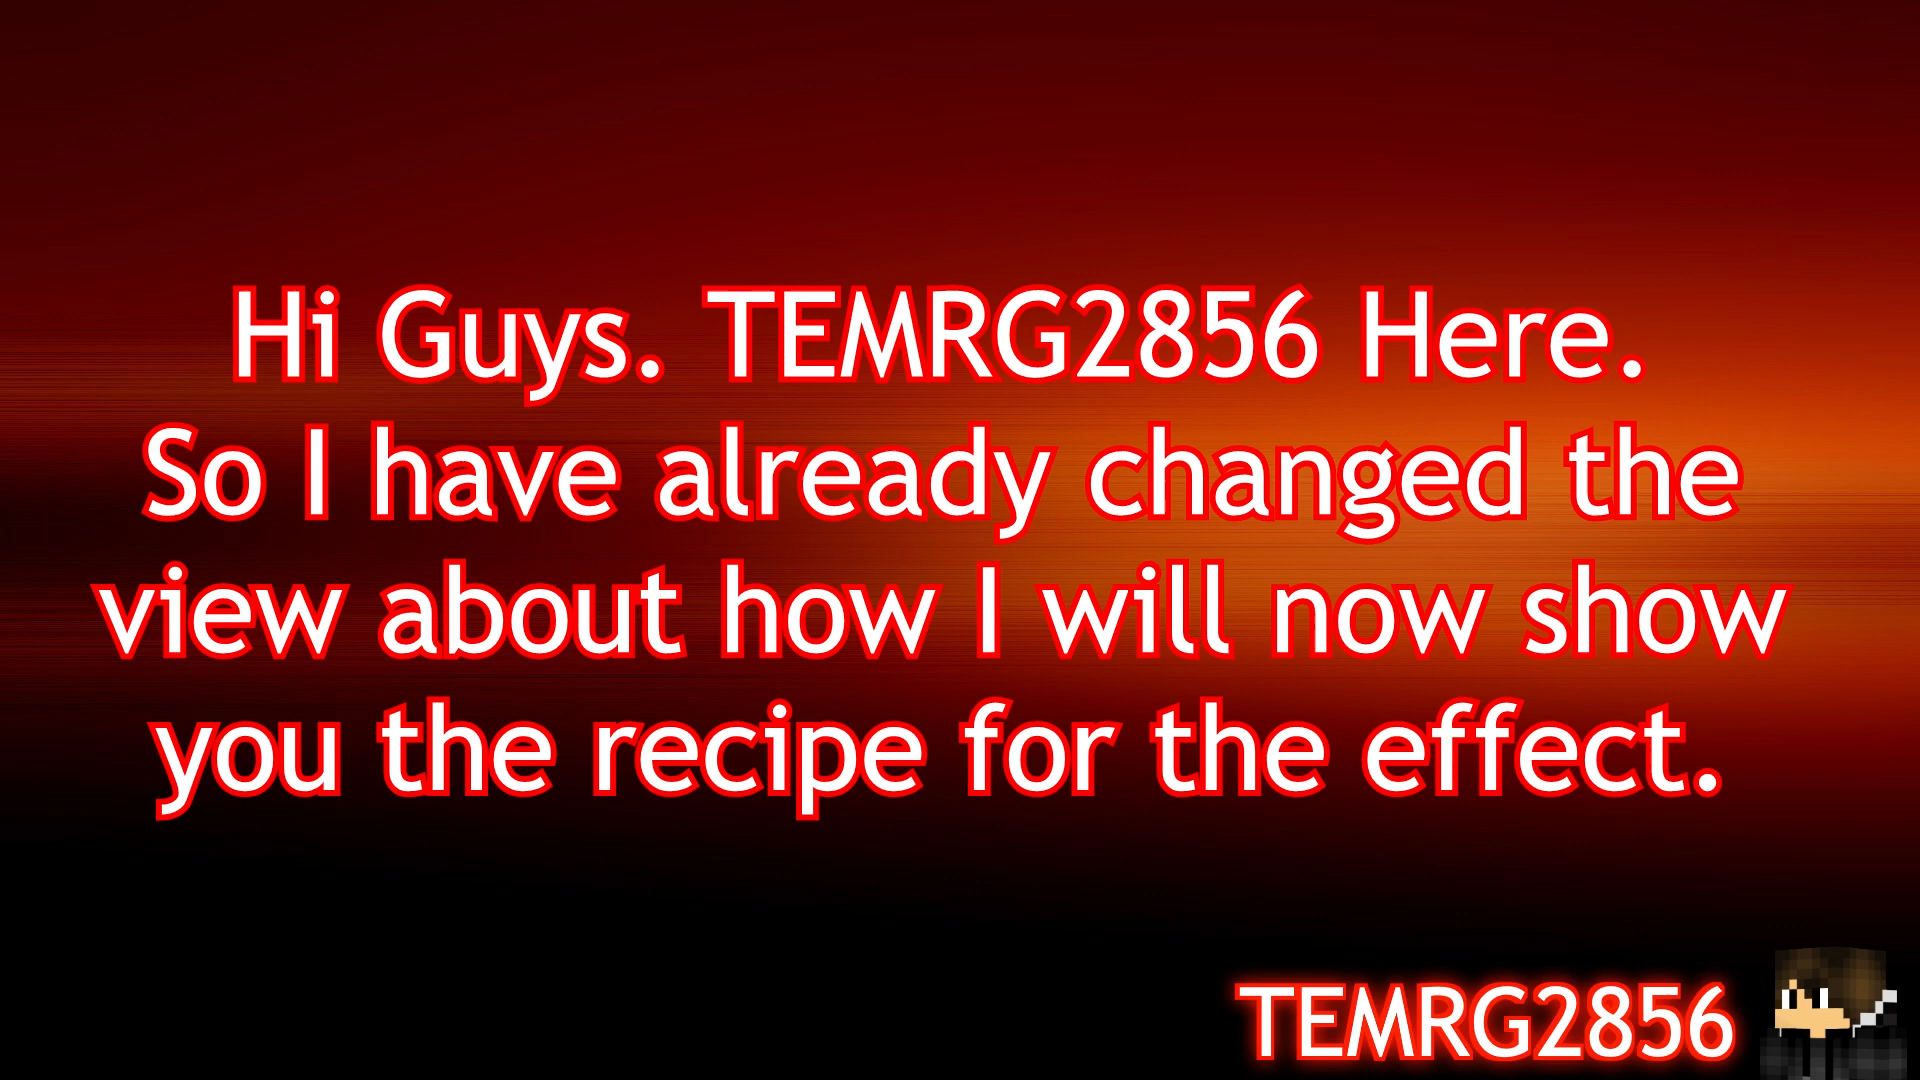 Hi Guys. TEMRG2856 Here.
So I have already changed the
view about how I will now show
you the recipe for the effect.
TEMRG2856